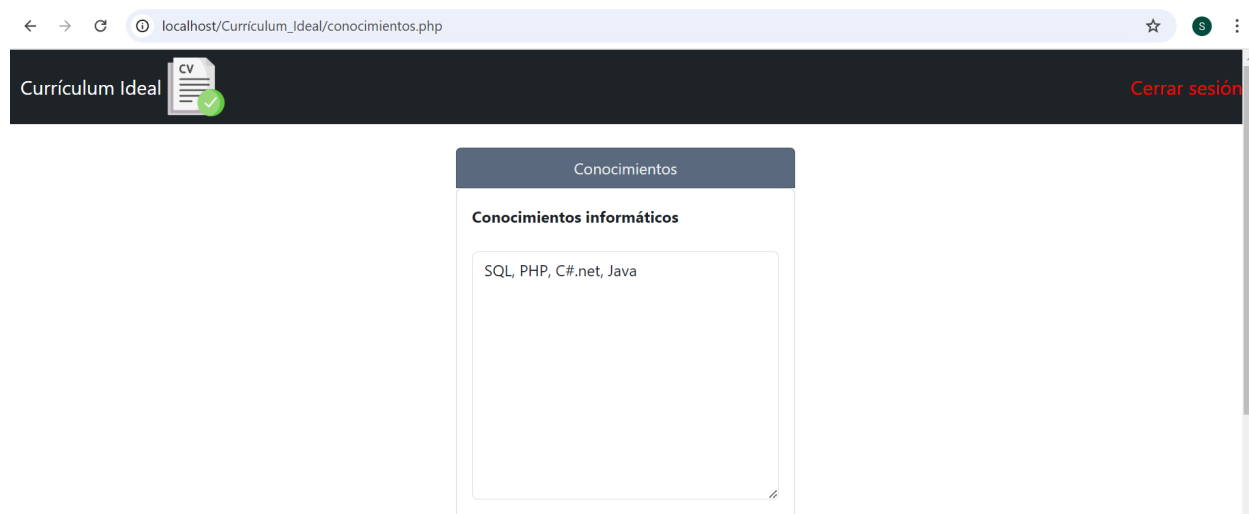 localhost/Currículum_Ideal/conocimientos.php
S
Currículum Ideal
CV
Cerrar sesión
Conocimientos
Conocimientos informáticos
SQL, PHP, C#.net, Java